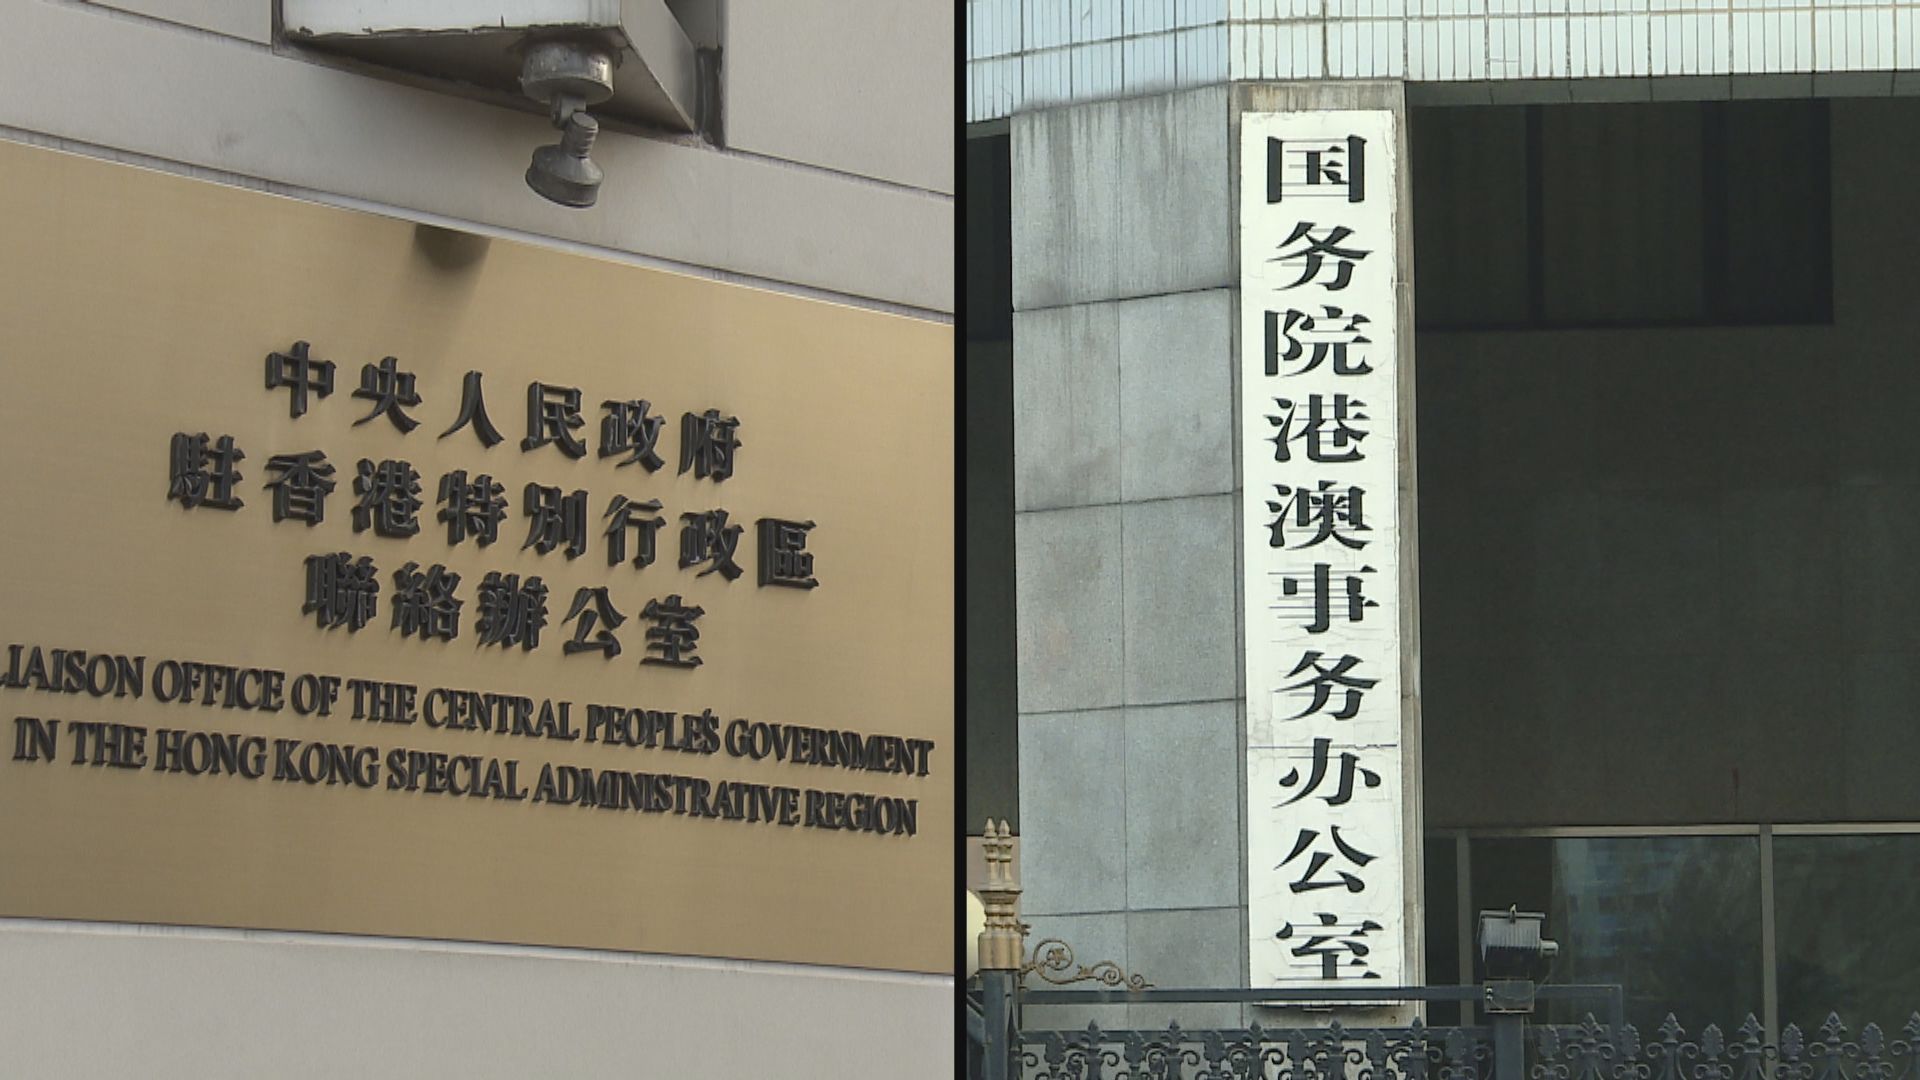 中央人民政府
駐香港特別行政區
聯絡辦公室
LIAISON OFFICE OF THE CENTRAL PEOPLE'S GOVERNMENT
IN THE HONG KONG SPECIAL ADMINISTRATIVE REGION
国务院港澳事务办公室